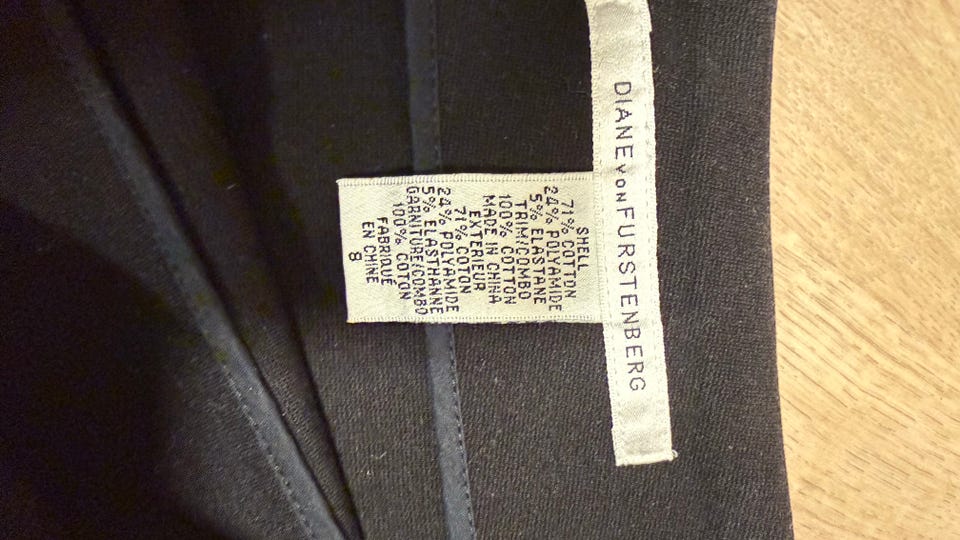 DIANE VON FURSTENBERG
SHELL
71% COTTON
24% POLYAMIDE
5% ELASTANE
TRIM/COMBO
100% COTTON
MADE IN CHINA
EXTERIEUR
71% COTON
24% POLYAMIDE
5% ELASTHANNE
GARNITURE/COMBO
100% COTON
FABRIQUÉ
EN CHINE
8